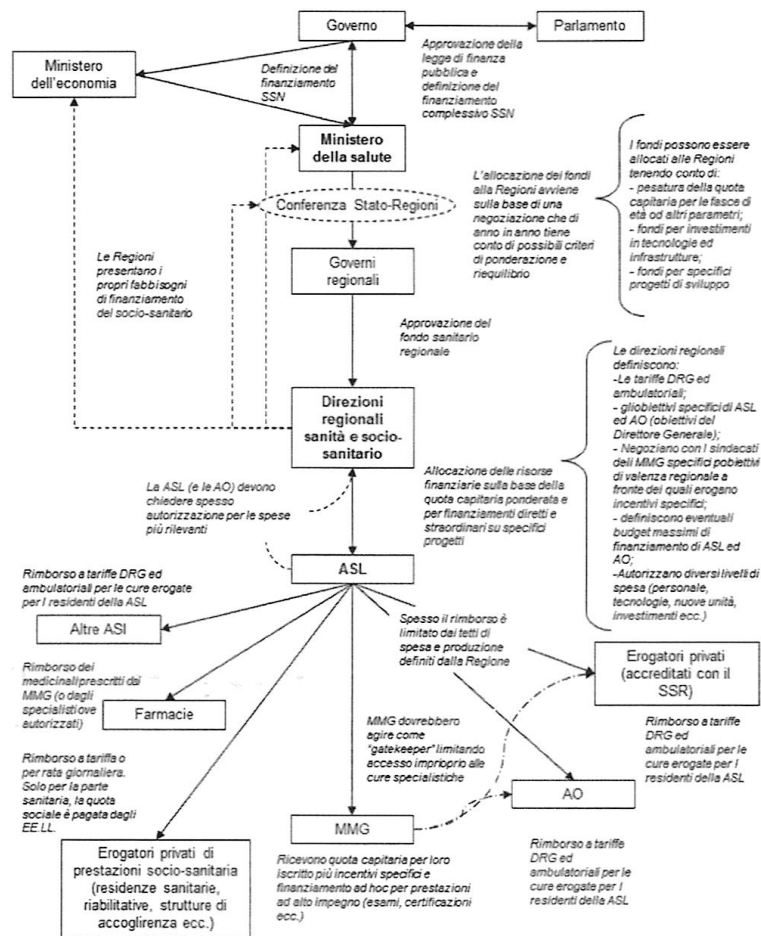 Governo
Parlamento
Ministero
dell'economia
Definizione del
finanziamento
SSN
Approvazione della
legge di finanza
pubblica e
definizione del
finanziamento
complessivo SSN
Ministero
della salute
Conferenza Stato-Regioni
L'allocazione dei fondi
alla Regioni avviene
sulla base di una
negoziazione che di
anno in anno tiene
conto di possibili criteri
di ponderazione e
riequilibrio
I fondi possono essere
allocati alle Regioni
tenendo conto di:
- pesatura della quota
capitaria per le fasce di
età od altri parametri;
- fondi per investimenti
in tecnologie ed
infrastrutture;
- fondi per specifici
progetti di sviluppo
Le Regioni
presentano i
propri fabbisogni
di finanziamento
del socio-sanitario
Governi
regionali
Approvazione del
fondo sanitario
regionale
Direzioni
regionali
sanità e socio-
sanitario
Le direzioni regionali
definiscono:
-Le tariffe DRG ed
ambulatoriali;
- gliobiettivi specifici di ASL
ed AO (obiettivi del
Direttore Generale);
- Negoziano con I sindacati
deli MMG specifici pobiettivi
di valenza regionale a
fronte dei quali erogano
incentivi specifici;
- definiscono eventuali
budget massimi di
finanziamento di ASL ed
AO;
-Autorizzano diversi livelli di
spesa (personale,
tecnologie, nuove unità,
investimenti ecc.)
La ASL (e le AO) devono
chiedere spesso
autorizzazione per le spese
più rilevanti
Allocazione delle risorse
finanziarie sulla base della
quota capitaria ponderata e
per finanziamenti diretti e
straordinari su specifici
progetti
ASL
Rimborso a tariffe DRG ed
ambulatoriali per le cure erogate
per I residenti della ASL
Altre ASl
Spesso il rimborso è
limitato dai tetti di
spesa e produzione
definiti dalla Regione
Erogatori privati
(accreditati con il
SSR)
Rimborso dei
medicinali prescritti dai
MMG (o dagli
specialisti ove
autorizzati)
Farmacie
MMG dovrebbero
agire come
"gatekeeper" limitando
accesso improprio alle
cure specialistiche
Rimborso a tariffe
DRG ed
ambulatoriali per le
cure erogate per I
residenti della ASL
Rimborso a tariffa o
per rata giornaliera.
Solo per la parte
sanitaria, la quota
sociale è pagata dagli
EE.LL.
AO
MMG
Erogatori privati di
prestazioni socio-sanitaria
(residenze sanitarie,
riabilitative, strutture di
accoglirenza ecc.)
Ricevono quota capitaria per loro
iscritto più incentivi specifici e
finanziamento ad hoc per prestazioni
ad alto impegno (esami, certificazioni
ecc.)
Rimborso a tariffe
DRG ed
ambulatoriali per le
cure erogate per I
residenti della ASL